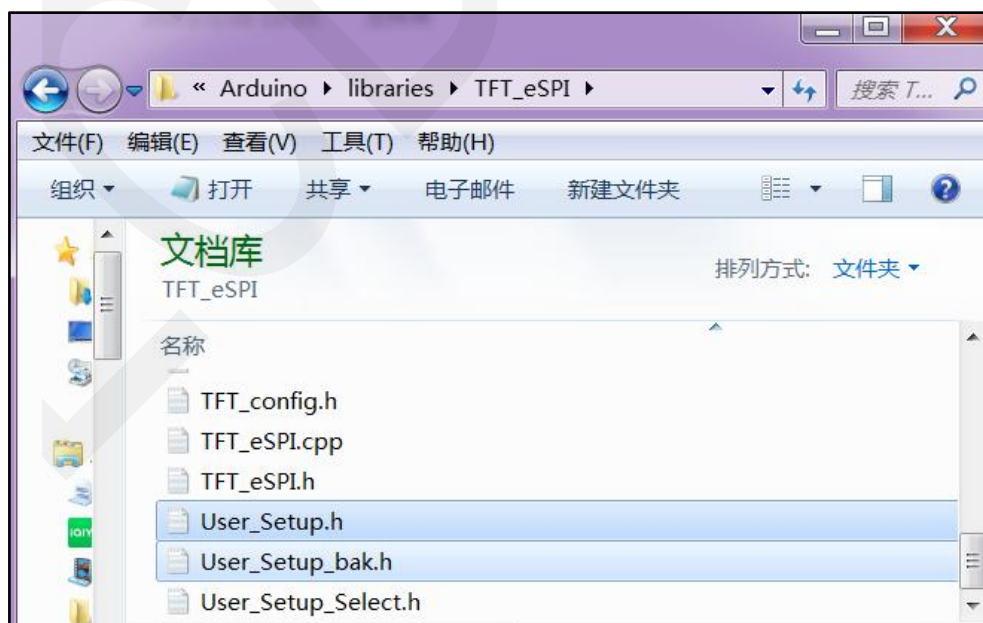 « Arduino ▸ libraries ▸ TFT_eSPI ▸ 搜索 T...
文件(F) 编辑(E) 查看(V) 工具(T) 帮助(H)
组织 打开 共享 电子邮件 新建文件夹
文档库
TFT_eSPI
排列方式: 文件夹
名称
TFT_config.h
TFT_eSPI.cpp
TFT_eSPI.h
User_Setup.h
User_Setup_bak.h
User_Setup_Select.h